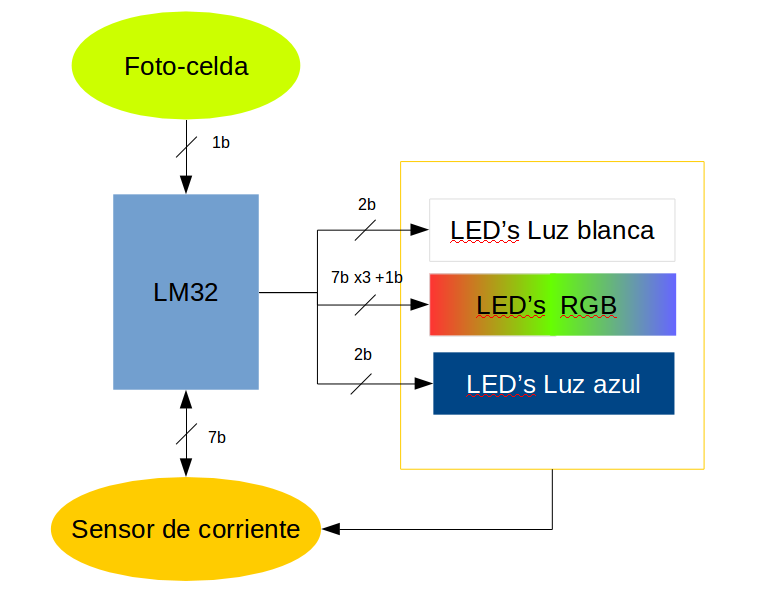 Foto-celda
1b
LM32
2b
LED's Luz blanca
7b x3 +1b
LED's RGB
2b
LED's Luz azul
7b
Sensor de corriente